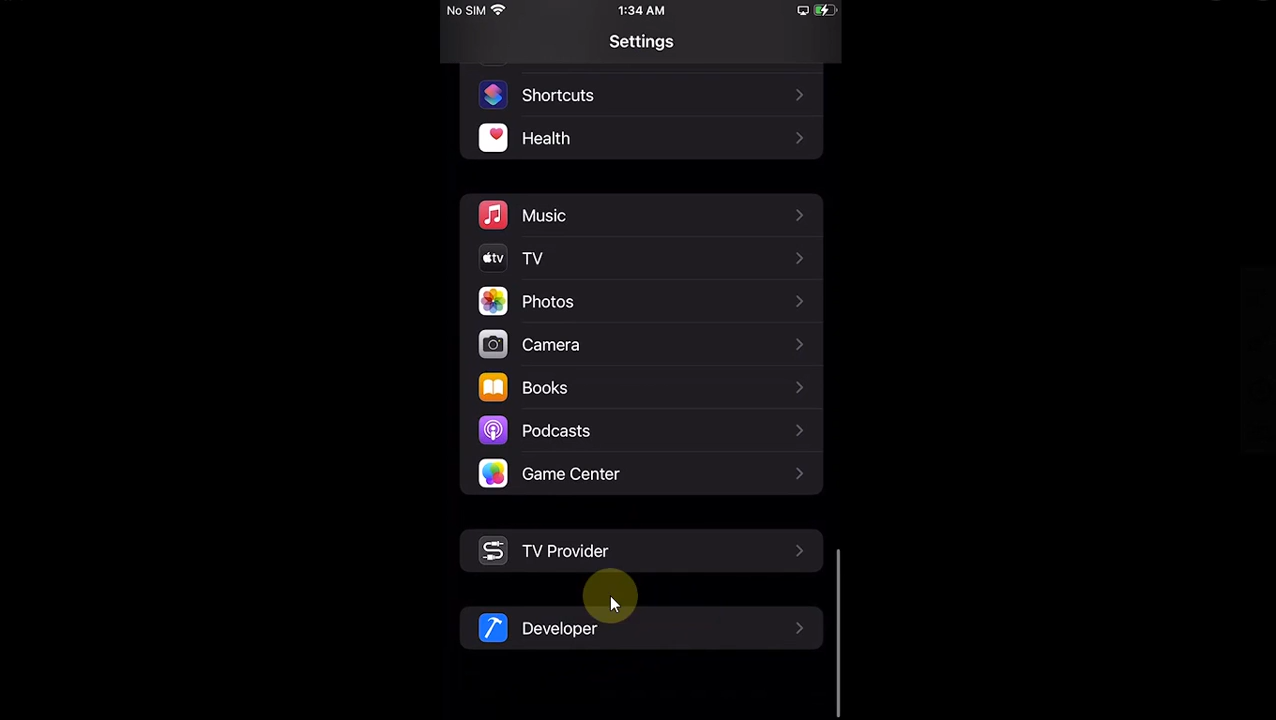 No SIM 1:34 AM
Settings
Shortcuts
Health
Music
tv TV
Photos
Camera
Books
Podcasts
Game Center
TV Provider
Developer